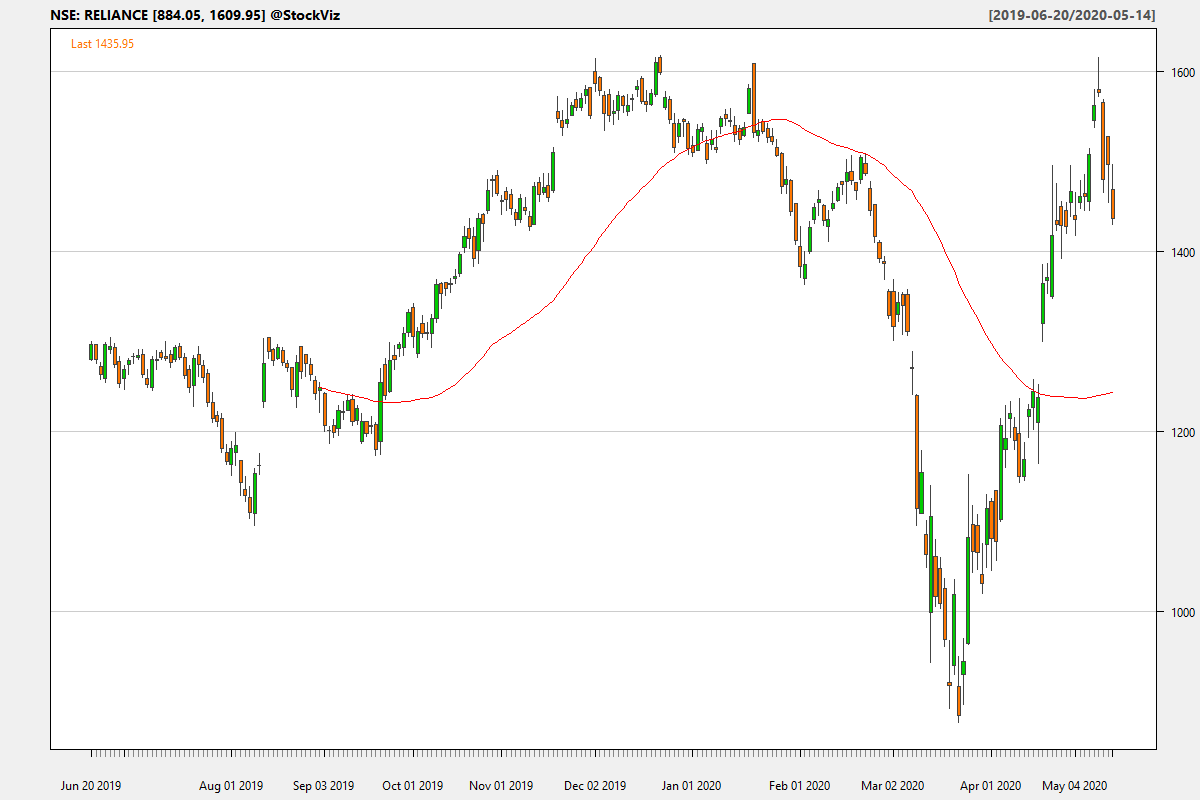 NSE: RELIANCE [884.05, 1609.95] @StockViz
[2019-06-20/2020-05-14]
Last 1435.95
1600
1400
1200
1000
Jun 20 2019 Aug 01 2019 Sep 03 2019 Oct 01 2019 Nov 01 2019 Dec 02 2019 Jan 01 2020 Feb 01 2020 Mar 02 2020 Apr 01 2020 May 04 2020